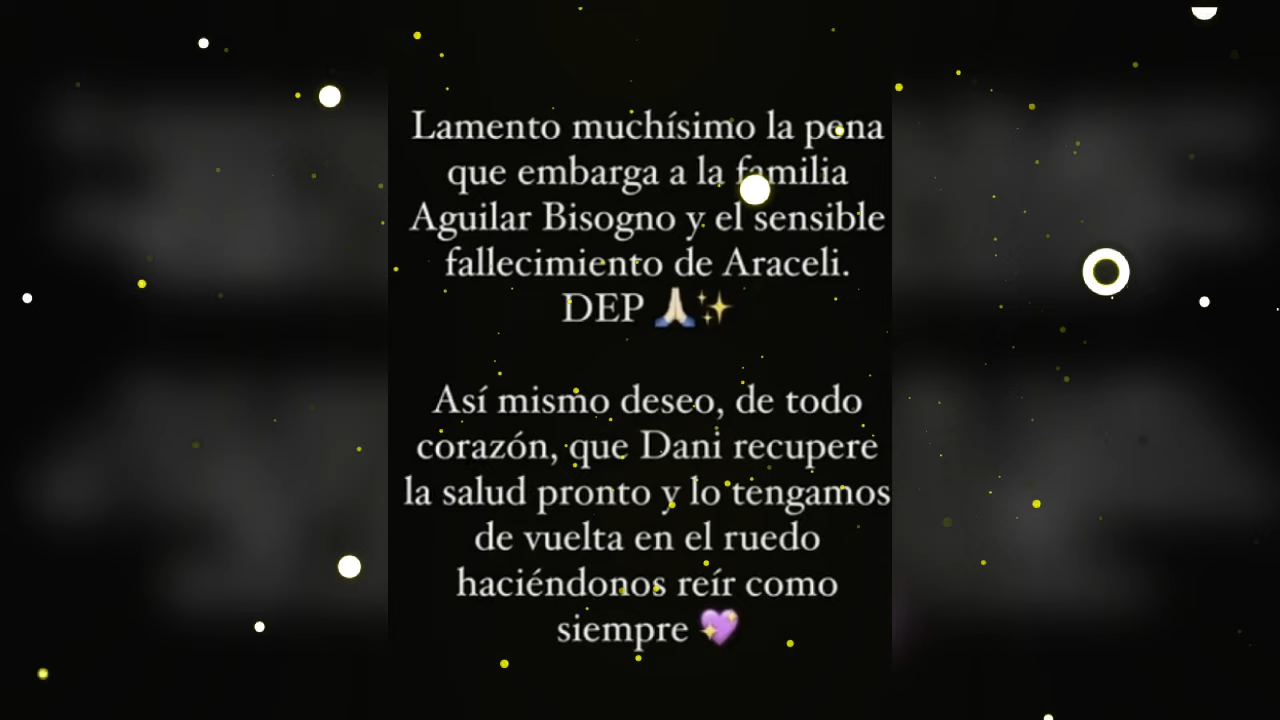 Lamento muchísimo la pena
que embarga a la familia
Aguilar Bisogno y el sensible
fallecimiento de Araceli.
DEP 🙏🏻✨
Así mismo deseo, de todo
corazón, que Dani recupere
la salud pronto y lo tengamos
de vuelta en el ruedo
haciéndonos reír como
siempre 💖